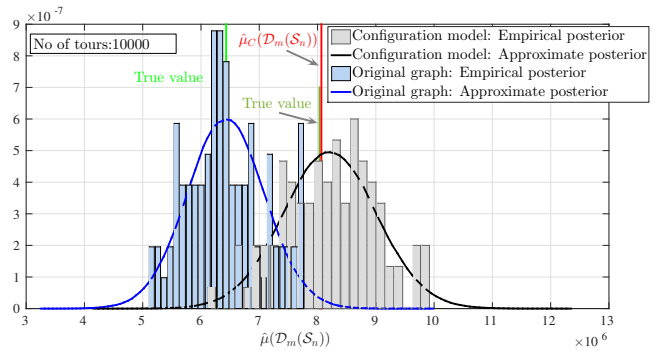 ×10^-7
9
8
7
6
5
4
3
2
1
0
No of tours:10000
True value
μ̂_C(𝒟_m(𝒮_n))
True value
Configuration model: Empirical posterior
Configuration model: Approximate posterior
Original graph: Empirical posterior
Original graph: Approximate posterior
3 4 5 6 7 8 9 10 11 12 13
×10^6
μ̂(𝒟_m(𝒮_n))